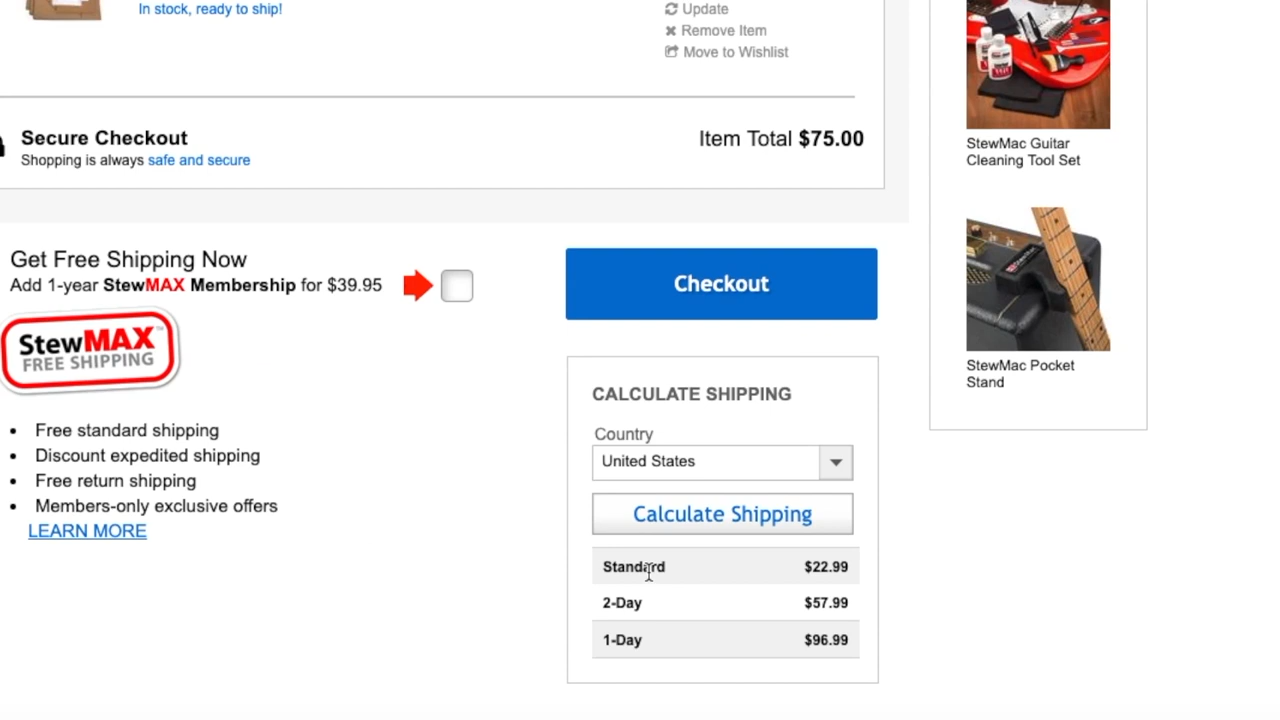 In stock, ready to ship!
Update
Remove Item
Move to Wishlist
Secure Checkout
Shopping is always safe and secure
Item Total $75.00
Get Free Shipping Now
Add 1-year StewMAX Membership for $39.95
StewMAX™
FREE SHIPPING
Free standard shipping
Discount expedited shipping
Free return shipping
Members-only exclusive offers
LEARN MORE
Checkout
CALCULATE SHIPPING
Country
United States
Calculate Shipping
Standard $22.99
2-Day $57.99
1-Day $96.99
StewMac Guitar
Cleaning Tool Set
StewMac Pocket
Stand